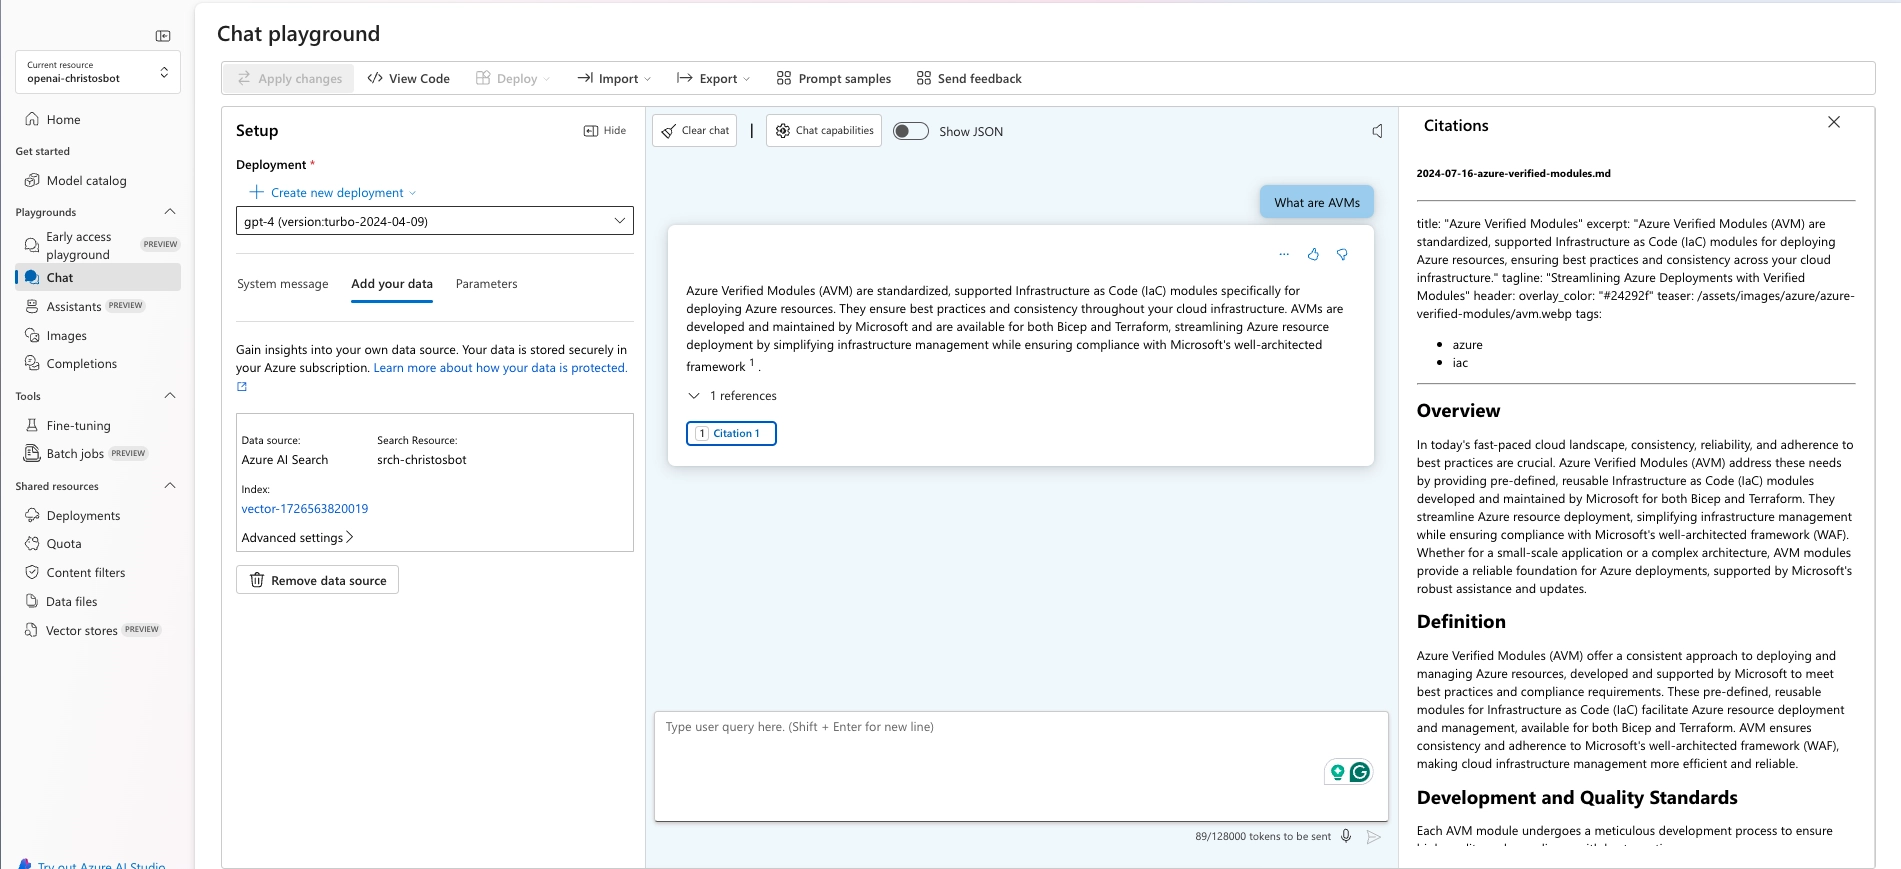 Current resource
openai-christosbot
Home
Get started
Model catalog
Playgrounds
Early access
playground
PREVIEW
Chat
Assistants PREVIEW
Images
Completions
Tools
Fine-tuning
Batch jobs PREVIEW
Shared resources
Deployments
Quota
Content filters
Data files
Vector stores PREVIEW
Try out Azure AI Studio
Chat playground
Apply changes
View Code
Deploy
Import
Export
Prompt samples
Send feedback
Setup
Hide
Deployment *
Create new deployment
gpt-4 (version:turbo-2024-04-09)
System message
Add your data
Parameters
Gain insights into your own data source. Your data is stored securely in
your Azure subscription. Learn more about how your data is protected.
Data source:
Azure AI Search
Search Resource:
srch-christosbot
Index:
vector-1726563820019
Advanced settings
Remove data source
Clear chat
Chat capabilities
Show JSON
What are AVMs
Azure Verified Modules (AVM) are standardized, supported Infrastructure as Code (IaC) modules specifically for
deploying Azure resources. They ensure best practices and consistency throughout your cloud infrastructure. AVMs are
developed and maintained by Microsoft and are available for both Bicep and Terraform, streamlining Azure resource
deployment by simplifying infrastructure management while ensuring compliance with Microsoft's well-architected
framework 1 .
1 references
1 Citation 1
Type user query here. (Shift + Enter for new line)
89/128000 tokens to be sent
Citations
2024-07-16-azure-verified-modules.md
title: "Azure Verified Modules" excerpt: "Azure Verified Modules (AVM) are
standardized, supported Infrastructure as Code (IaC) modules for deploying
Azure resources, ensuring best practices and consistency across your cloud
infrastructure." tagline: "Streamlining Azure Deployments with Verified
Modules" header: overlay_color: "#24292f" teaser: /assets/images/azure/azure-
verified-modules/avm.webp tags:
azure
iac
Overview
In today's fast-paced cloud landscape, consistency, reliability, and adherence to
best practices are crucial. Azure Verified Modules (AVM) address these needs
by providing pre-defined, reusable Infrastructure as Code (IaC) modules
developed and maintained by Microsoft for both Bicep and Terraform. They
streamline Azure resource deployment, simplifying infrastructure management
while ensuring compliance with Microsoft's well-architected framework (WAF).
Whether for a small-scale application or a complex architecture, AVM modules
provide a reliable foundation for Azure deployments, supported by Microsoft's
robust assistance and updates.
Definition
Azure Verified Modules (AVM) offer a consistent approach to deploying and
managing Azure resources, developed and supported by Microsoft to meet
best practices and compliance requirements. These pre-defined, reusable
modules for Infrastructure as Code (IaC) facilitate Azure resource deployment
and management, available for both Bicep and Terraform. AVM ensures
consistency and adherence to Microsoft's well-architected framework (WAF),
making cloud infrastructure management more efficient and reliable.
Development and Quality Standards
Each AVM module undergoes a meticulous development process to ensure